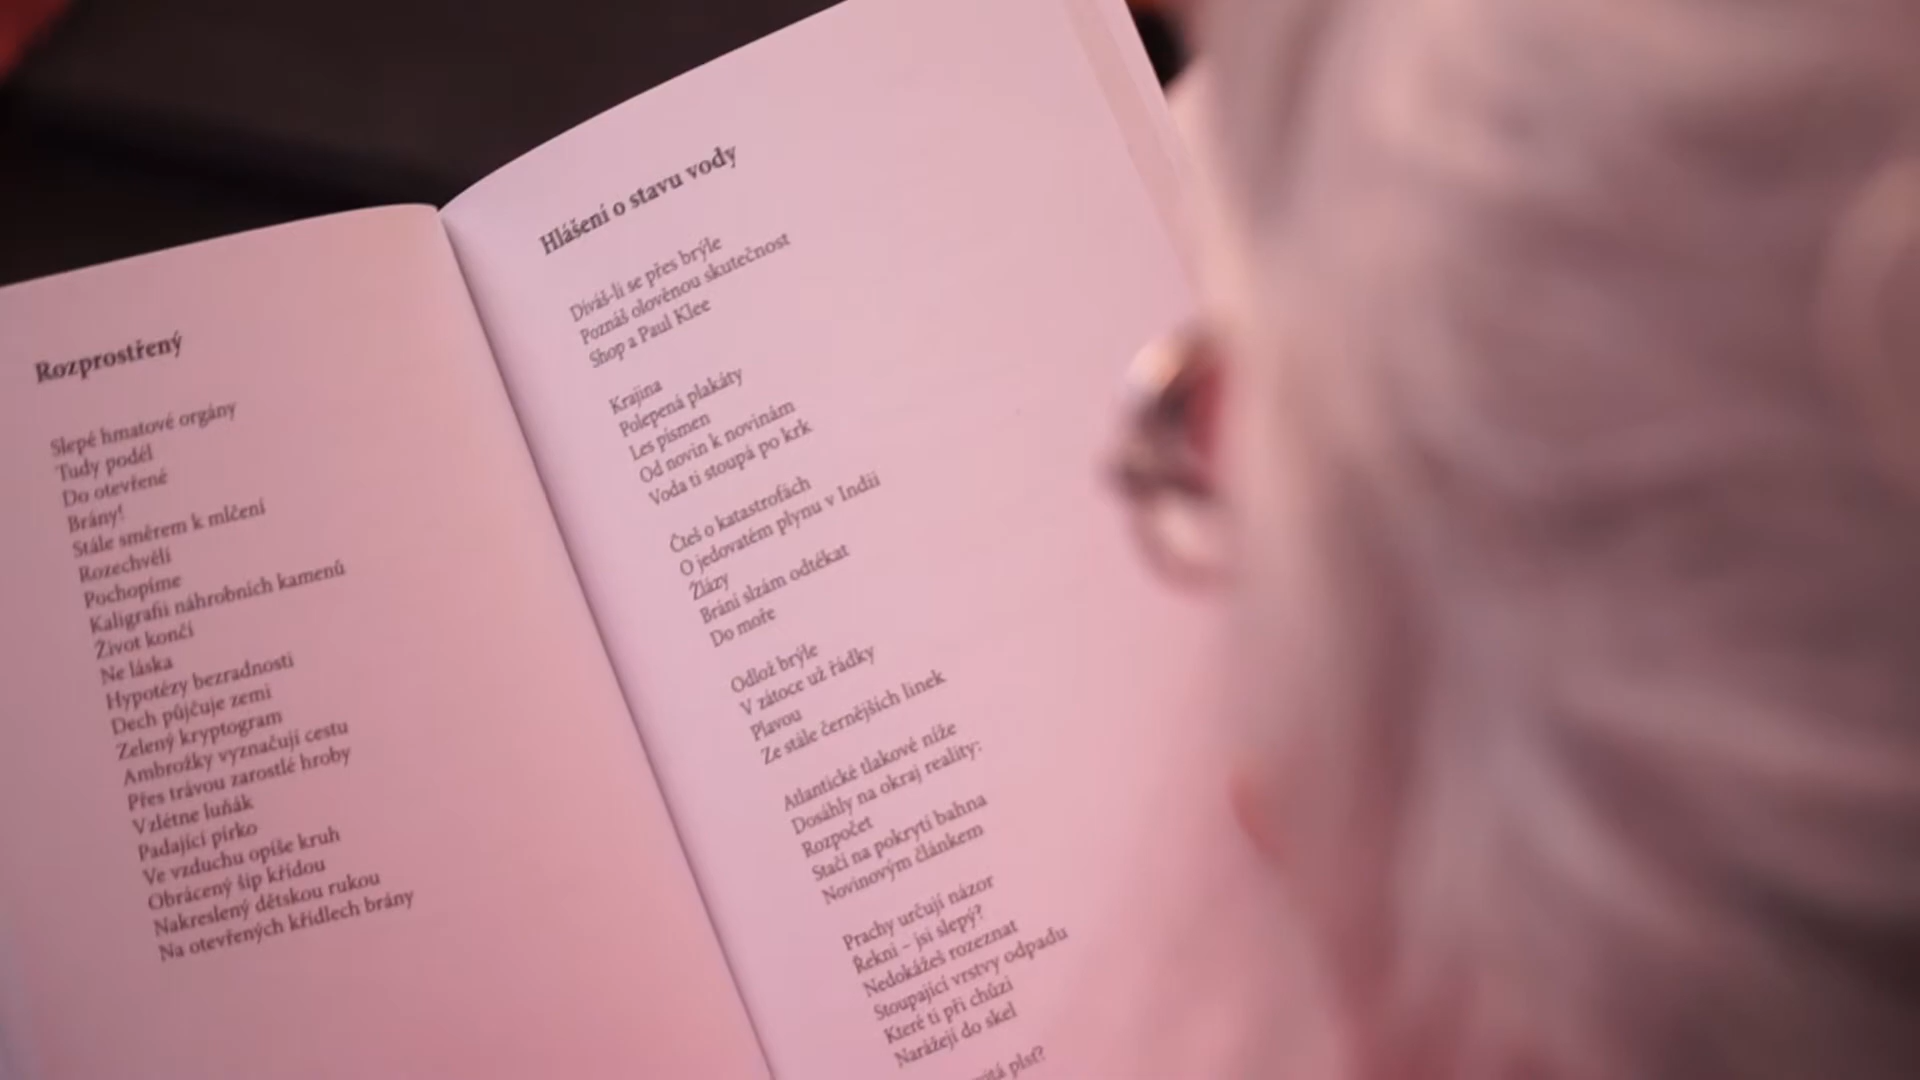 Rozprostřený
Slepé hmatové orgány
Tudy podél
Do otevřené
Brány!
Stále směrem k mlčení
Rozechvělí
Pochopíme
Kaligrafii náhrobních kamenů
Život končí
Ne láska
Hypotézy bezradnosti
Dech půjčuje zemi
Zelený kryptogram
Ambrožky vyznačují cestu
Přes trávou zarostlé hroby
Vzlétne luňák
Padající pírko
Ve vzduchu opíše kruh
Obrácený šíp křídou
Nakreslený dětskou rukou
Na otevřených křídlech brány
Hlášení o stavu vody
Díváš-li se přes brýle
Poznáš olověnou skutečnost
Shop a Paul Klee
Krajina
Polepená plakáty
Les písmen
Od novin k novinám
Voda ti stoupá po krk
Čteš o katastrofách
O jedovatém plynu v Indii
Žlázy
Brání slzám odtékat
Do moře
Odlož brýle
V zátoce už řádky
Plavou
Ze stále černějších linek
Atlantické tlakové níže
Dosáhly na okraj reality:
Rozpočet
Stačí na pokrytí bahna
Novinovým článkem
Prachy určují názor
Řekni – jsi slepý?
Nedokážeš rozeznat
Stoupající vrstvy odpadu
Které ti při chůzi
Narážejí do skel
plsť?